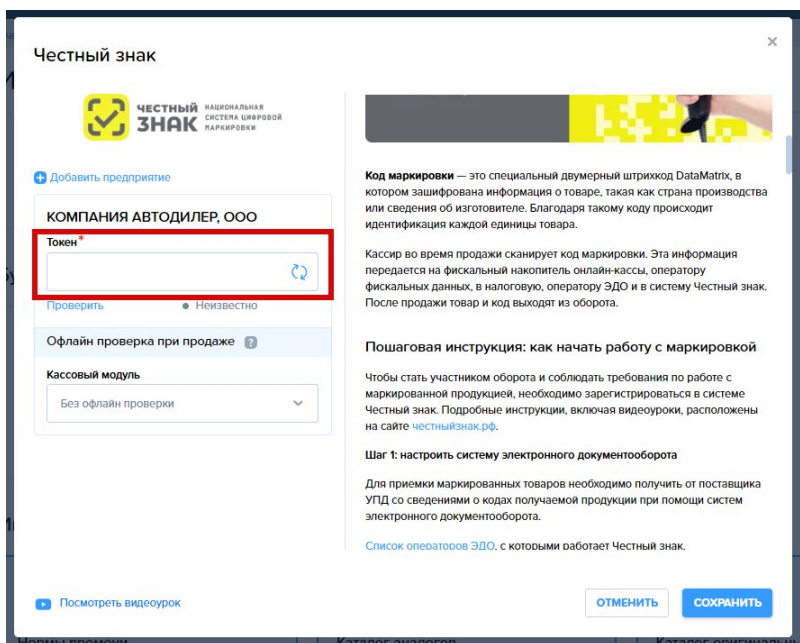 Честный знак
ЧЕСТНЫЙ
ЗНАК
НАЦИОНАЛЬНАЯ
СИСТЕМА ЦИФРОВОЙ
МАРКИРОВКИ
Добавить предприятие
КОМПАНИЯ АВТОДИЛЕР, ООО
Токен*
Проверить
Неизвестно
Офлайн проверка при продаже ?
Кассовый модуль
Без офлайн проверки
Код маркировки — это специальный двумерный штрихкод DataMatrix, в
котором зашифрована информация о товаре, такая как страна производства
или сведения об изготовителе. Благодаря такому коду происходит
идентификация каждой единицы товара.
Кассир во время продажи сканирует код маркировки. Эта информация
передается на фискальный накопитель онлайн-кассы, оператору
фискальных данных, в налоговую, оператору ЭДО и в систему Честный знак.
После продажи товар и код выходят из оборота.
Пошаговая инструкция: как начать работу с маркировкой
Чтобы стать участником оборота и соблюдать требования по работе с
маркированной продукцией, необходимо зарегистрироваться в системе
Честный знак. Подробные инструкции, включая видеоуроки, расположены
на сайте честныйзнак.рф.
Шаг 1: настроить систему электронного документооборота
Для приемки маркированных товаров необходимо получить от поставщика
УПД со сведениями о кодах получаемой продукции при помощи систем
электронного документооборота.
Список операторов ЭДО, с которыми работает Честный знак.
Посмотреть видеоурок
ОТМЕНИТЬ
СОХРАНИТЬ
Нормы времени
Каталог аналогов